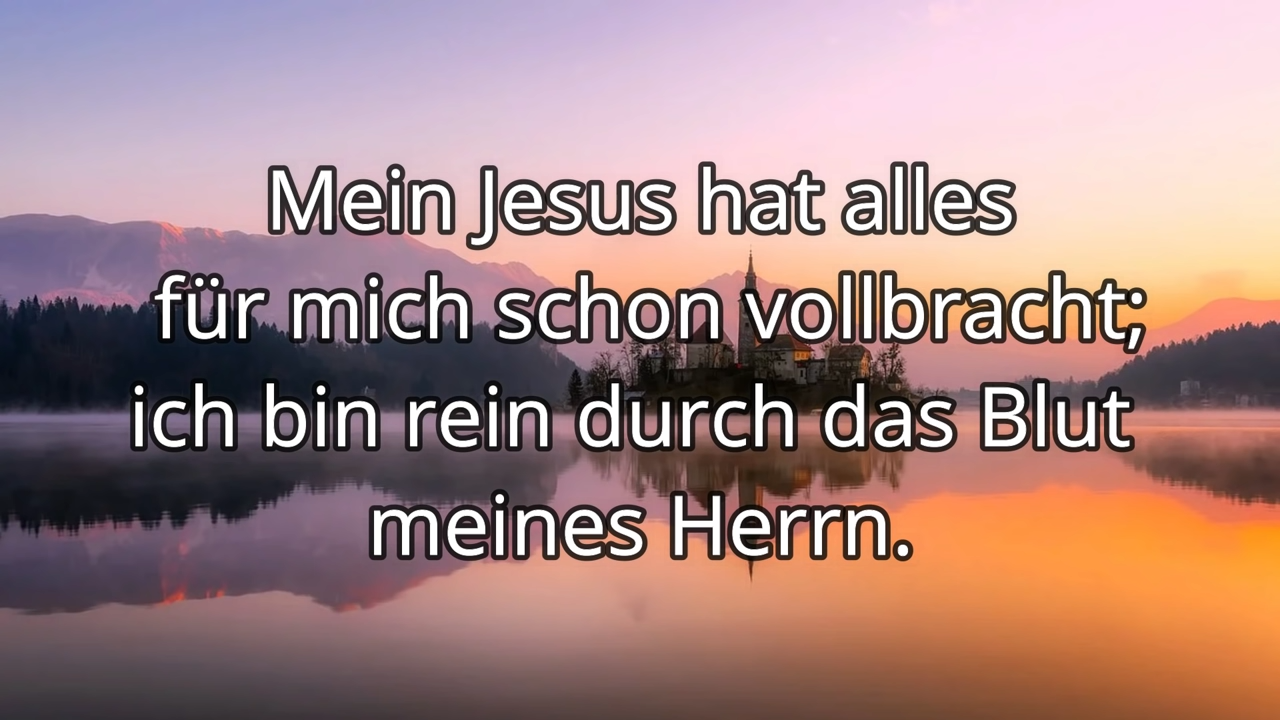 Mein Jesus hat alles
für mich schon vollbracht;
ich bin rein durch das Blut
meines Herrn.